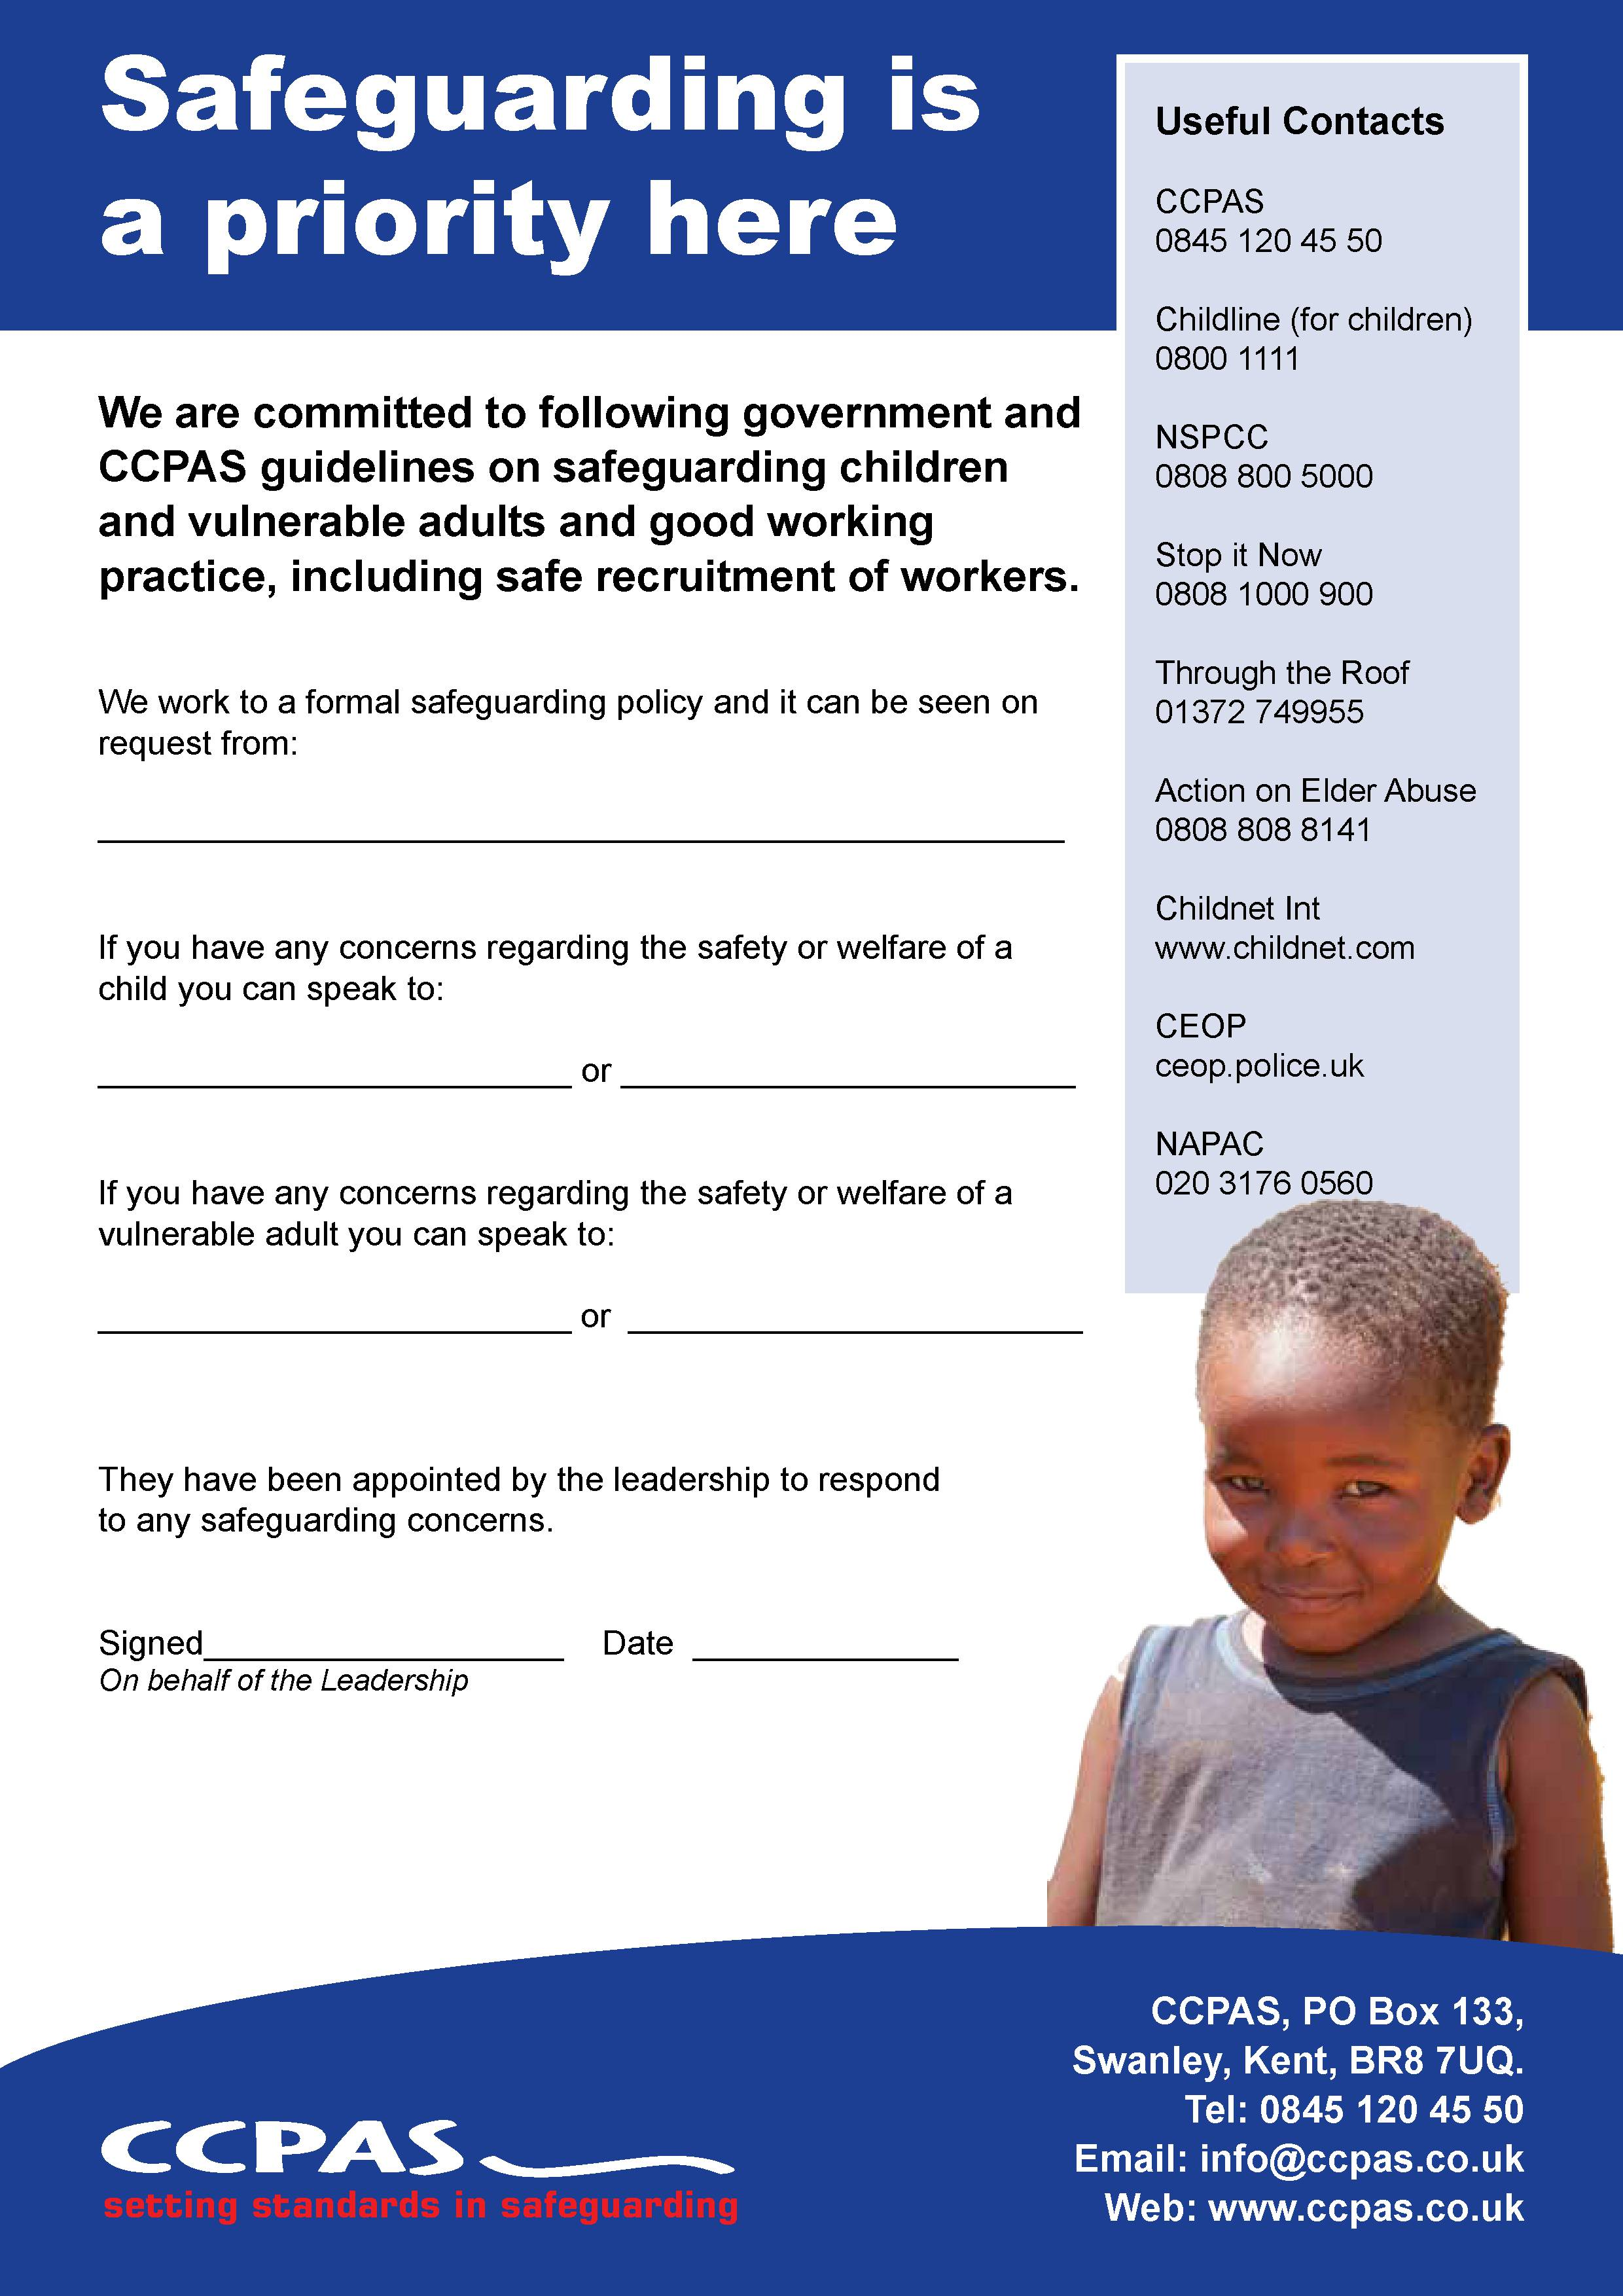 Safeguarding is
a priority here
We are committed to following government and
CCPAS guidelines on safeguarding children
and vulnerable adults and good working
practice, including safe recruitment of workers.
We work to a formal safeguarding policy and it can be seen on
request from:
If you have any concerns regarding the safety or welfare of a
child you can speak to:
or
If you have any concerns regarding the safety or welfare of a
vulnerable adult you can speak to:
or
They have been appointed by the leadership to respond
to any safeguarding concerns.
Signed Date
On behalf of the Leadership
Useful Contacts
CCPAS
0845 120 45 50
Childline (for children)
0800 1111
NSPCC
0808 800 5000
Stop it Now
0808 1000 900
Through the Roof
01372 749955
Action on Elder Abuse
0808 808 8141
Childnet Int
www.childnet.com
CEOP
ceop.police.uk
NAPAC
020 3176 0560
CCPAS
setting standards in safeguarding
CCPAS, PO Box 133,
Swanley, Kent, BR8 7UQ.
Tel: 0845 120 45 50
Email: info@ccpas.co.uk
Web: www.ccpas.co.uk